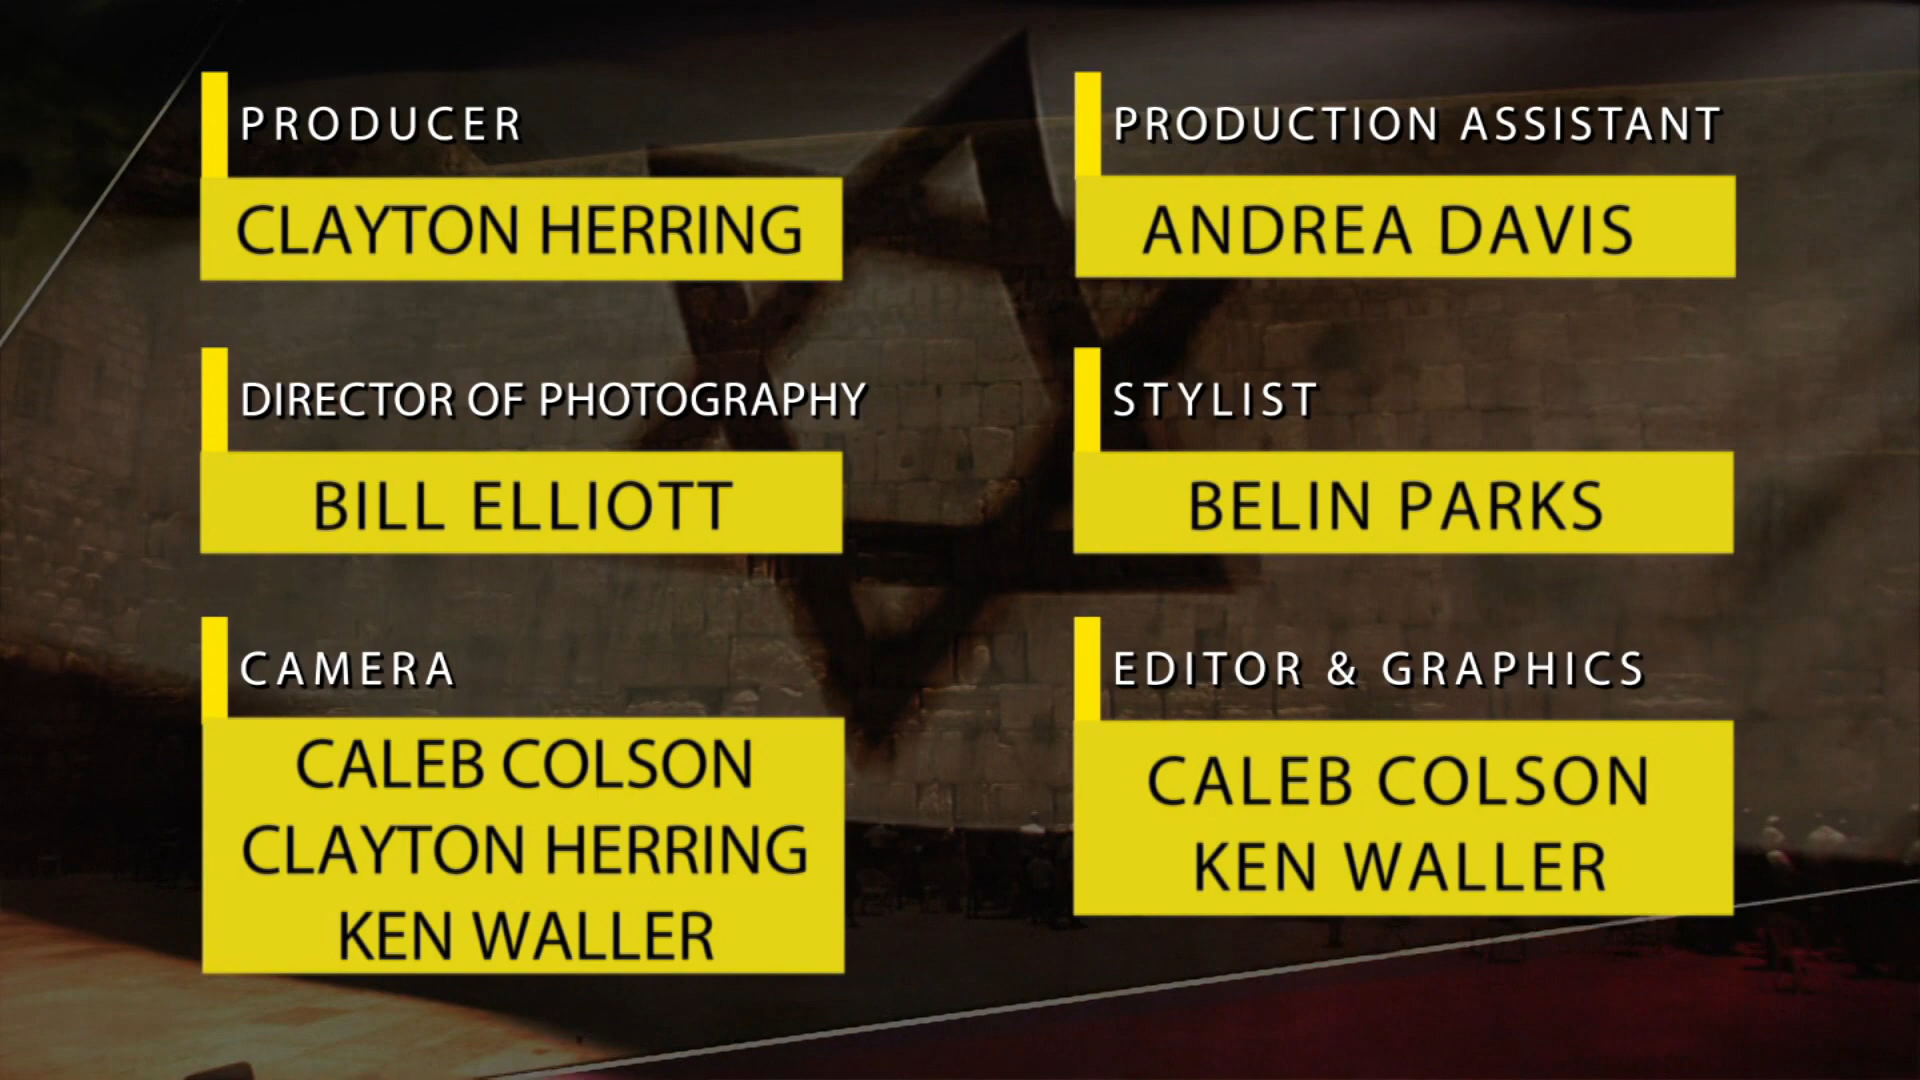 PRODUCER
CLAYTON HERRING
DIRECTOR OF PHOTOGRAPHY
BILL ELLIOTT
CAMERA
CALEB COLSON
CLAYTON HERRING
KEN WALLER
PRODUCTION ASSISTANT
ANDREA DAVIS
STYLIST
BELIN PARKS
EDITOR & GRAPHICS
CALEB COLSON
KEN WALLER